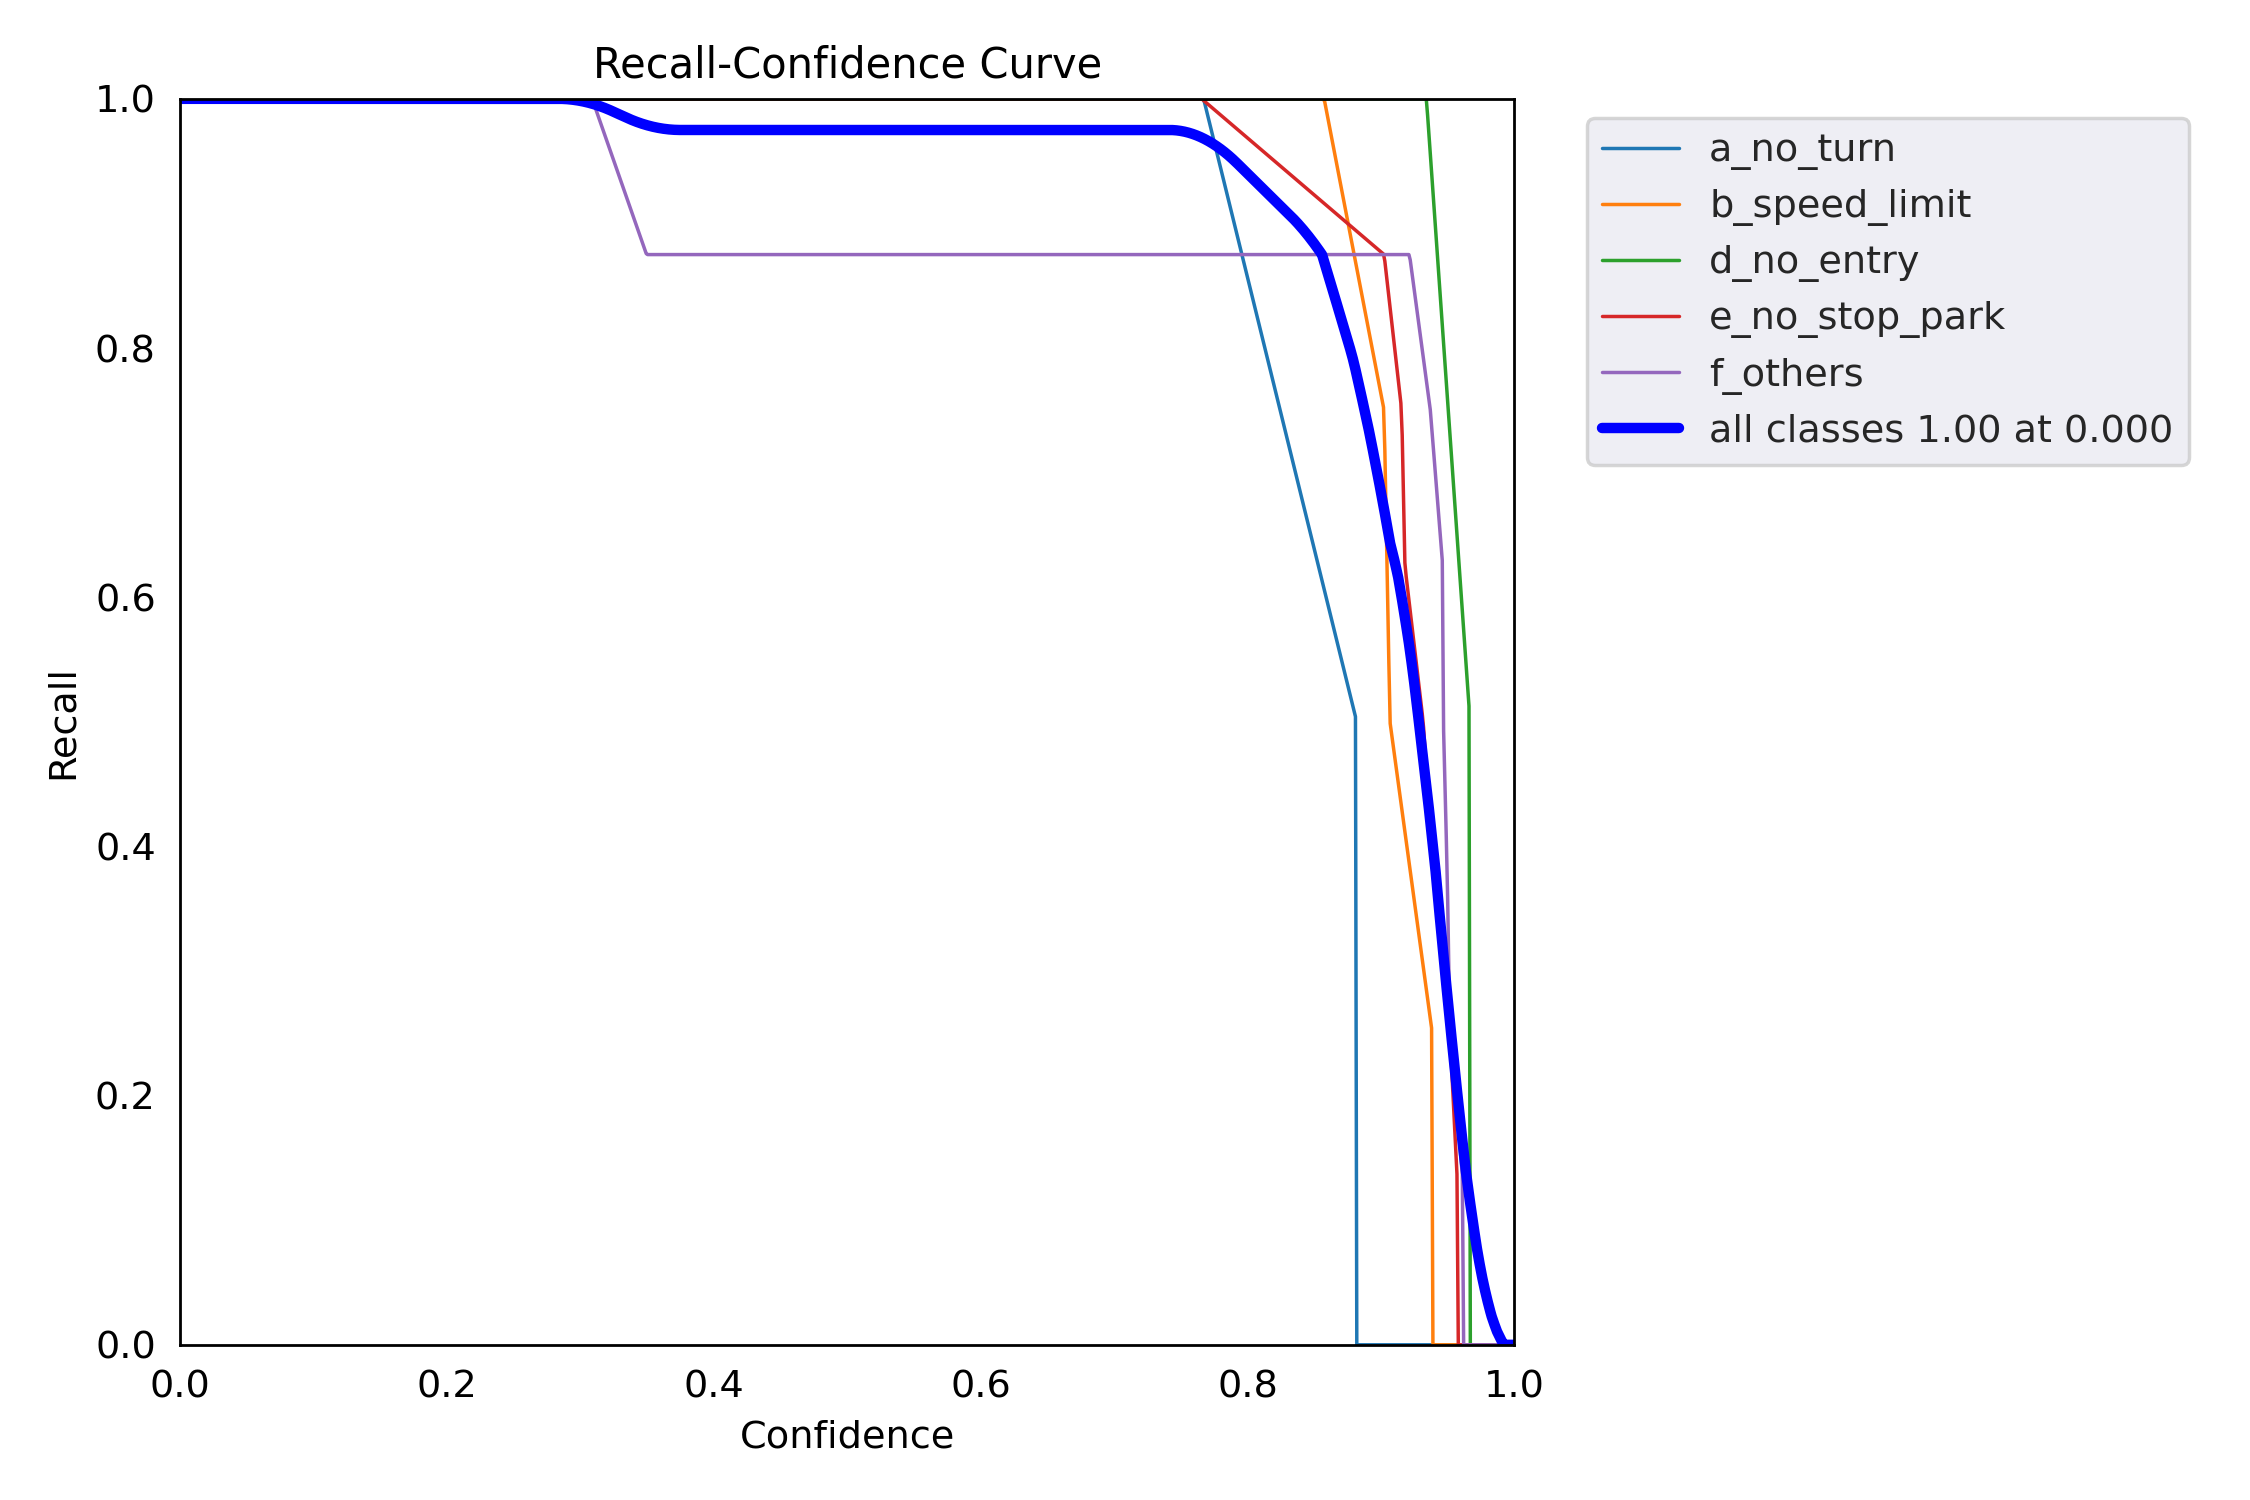 Recall-Confidence Curve
1.0
0.8
0.6
0.4
0.2
0.0
Recall
0.0 0.2 0.4 0.6 0.8 1.0
Confidence
a_no_turn
b_speed_limit
d_no_entry
e_no_stop_park
f_others
all classes 1.00 at 0.000